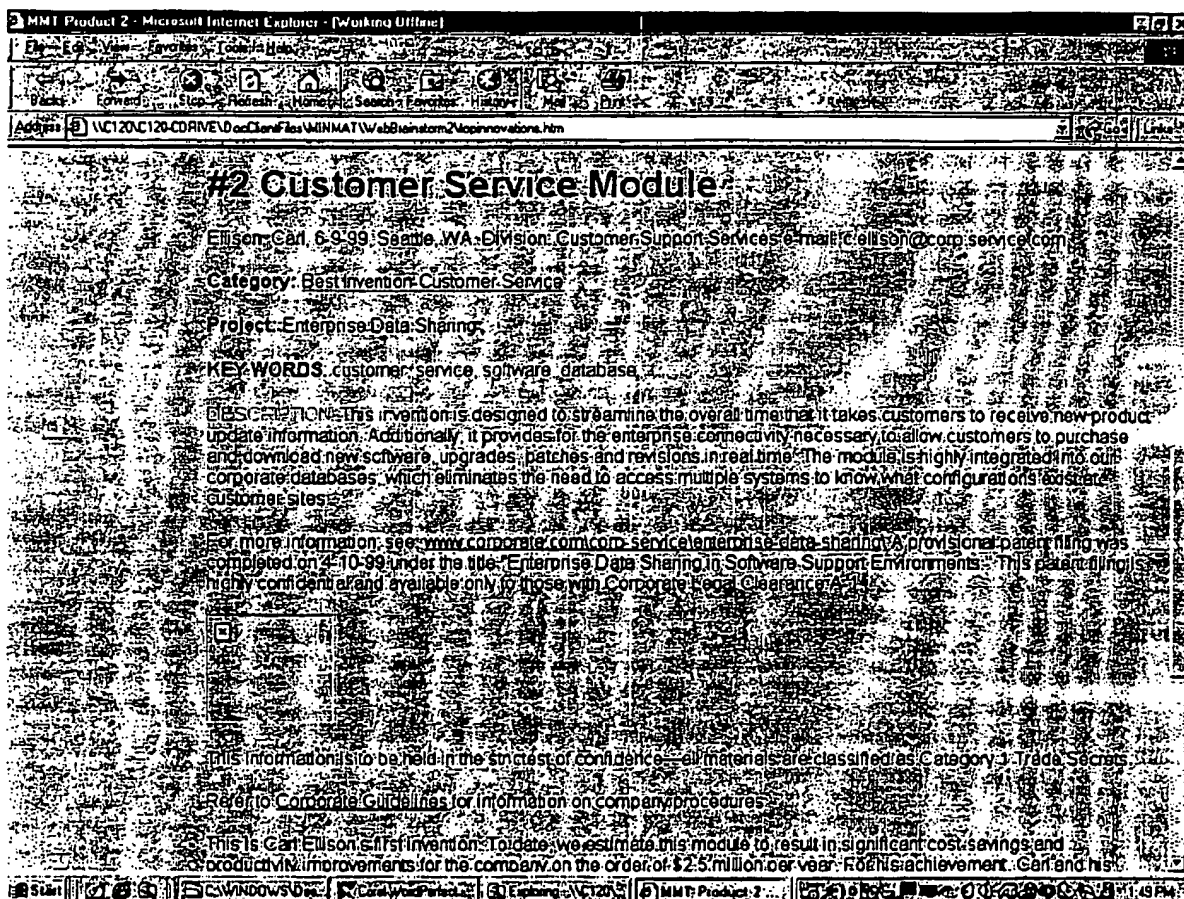 MMT Product 2 - Microsoft Internet Explorer - [Working Offline]
File Edit View Favorites Tools Help
Back Forward Stop Refresh Home Search Favorites History Mail Print
Address \\C120\C120-CDRIVE\DocClientFiles\MINMAT\WebBrainstorm2\topinnovations.htm Go Links
#2 Customer Service Module
Ellison, Carl, 6-9-99, Seattle, WA, Division: Customer Support Services e-mail: c.ellison@corp.service.com
Category: Best Invention-Customer Service
Project: Enterprise Data Sharing
KEY WORDS: customer, service, software, database
DESCRIPTION: This invention is designed to streamline the overall time that it takes customers to receive new product
update information. Additionally, it provides for the enterprise connectivity necessary to allow customers to purchase
and download new software, upgrades, patches and revisions in real time. The module is highly integrated into our
corporate databases, which eliminates the need to access multiple systems to know what configurations exist at
customer sites.
For more information, see: www.corporate.com\corp-service\enterprise-data-sharing\ A provisional patent filing was
completed on 4-10-99 under the title: "Enterprise Data Sharing in Software Support Environments." This patent filing is
highly confidential and available only to those with Corporate Legal Clearance A-1
This information is to be held in the strictest of confidence—all materials are classified as Category 1 Trade Secrets.
Refer to Corporate Guidelines for information on company procedures
This is Carl Ellison's first invention. To date, we estimate this module to result in significant cost savings and
productivity improvements for the company on the order of $2.5 million per year. For his achievement, Carl and his
Start C:\WINDOWS\De... Corel WordPerfect... Exploring - \\C120\... MMT Product 2 ... 1:49 PM